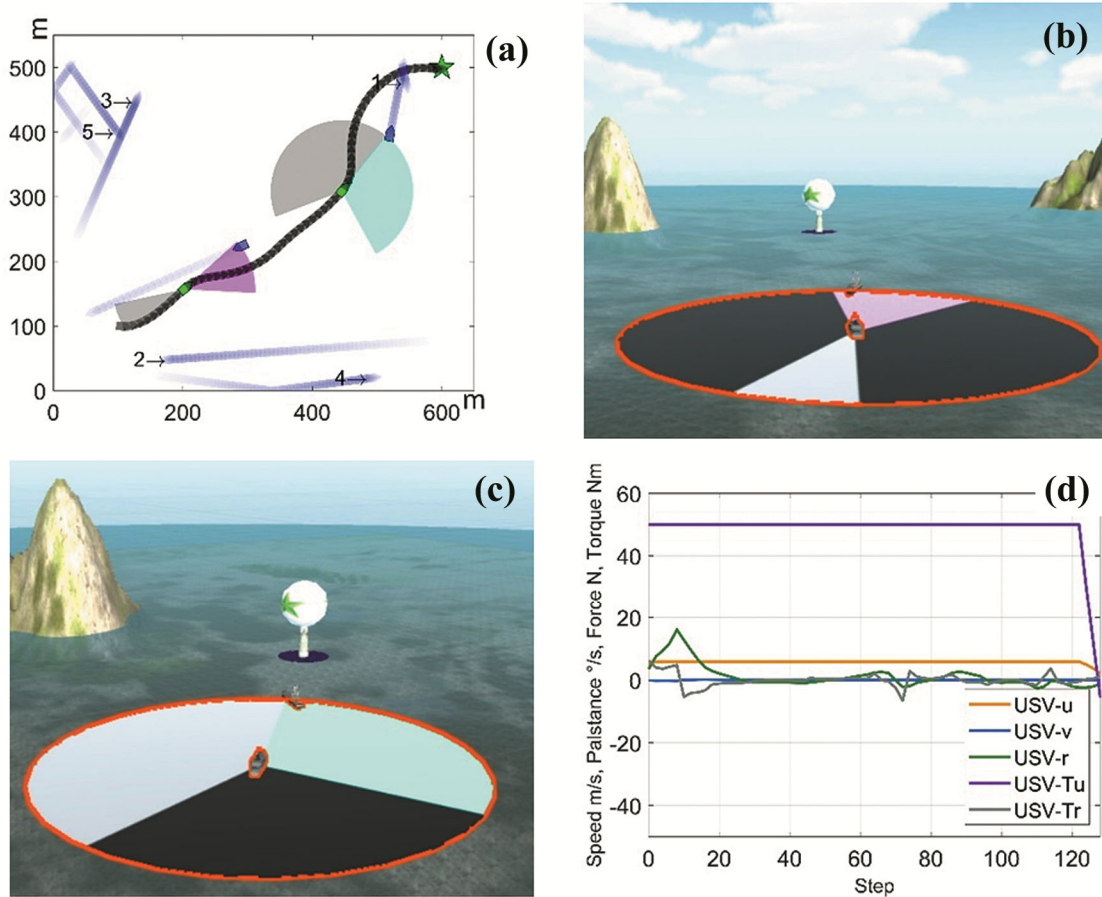 (a)
m
500
400
300
200
100
0
0
200
400
600
m
1→
3→
5→
2→
4→
(b)
(c)
(d)
Speed m/s, Palstance °/s, Force N, Torque Nm
60
40
20
0
-20
-40
0
20
40
60
80
100
120
Step
USV-u
USV-v
USV-r
USV-Tu
USV-Tr